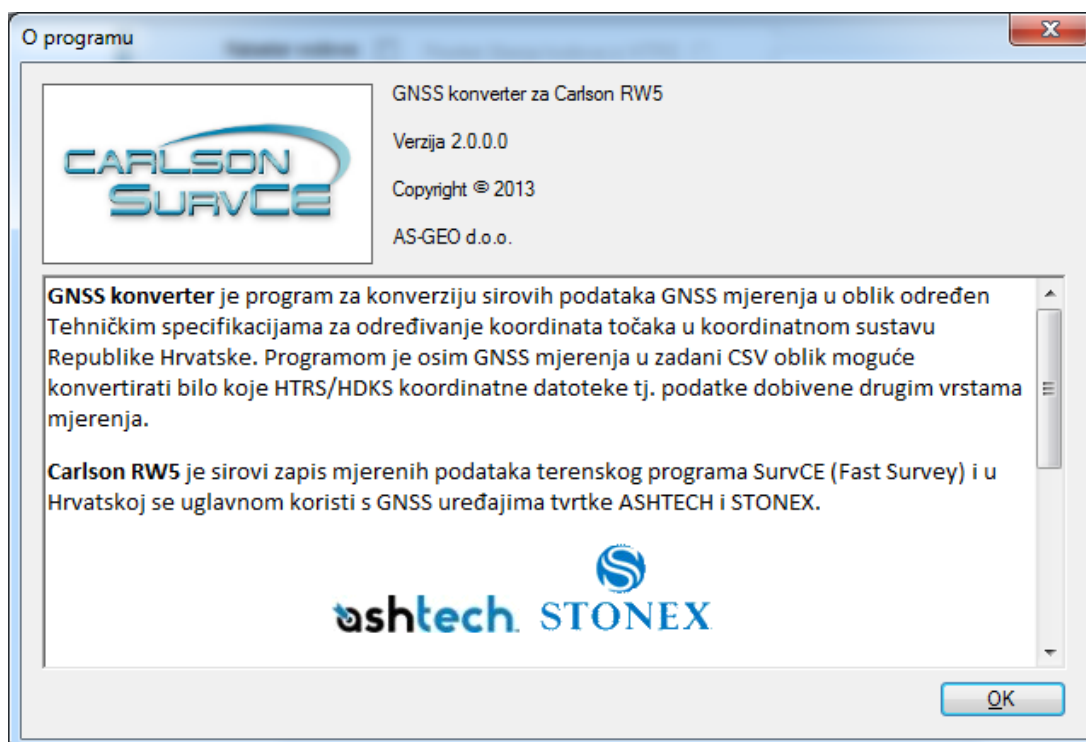 O programu
CARLSON
SURVCE
GNSS konverter za Carlson RW5
Verzija 2.0.0.0
Copyright © 2013
AS-GEO d.o.o.
GNSS konverter je program za konverziju sirovih podataka GNSS mjerenja u oblik određen
Tehničkim specifikacijama za određivanje koordinata točaka u koordinatnom sustavu
Republike Hrvatske. Programom je osim GNSS mjerenja u zadani CSV oblik moguće
konvertirati bilo koje HTRS/HDKS koordinatne datoteke tj. podatke dobivene drugim vrstama
mjerenja.
Carlson RW5 je sirovi zapis mjerenih podataka terenskog programa SurvCE (Fast Survey) i u
Hrvatskoj se uglavnom koristi s GNSS uređajima tvrtke ASHTECH i STONEX.
ashtech.
STONEX
OK